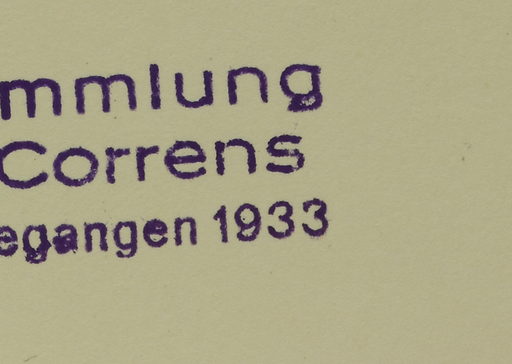 mmlung
Correns
egangen 1933